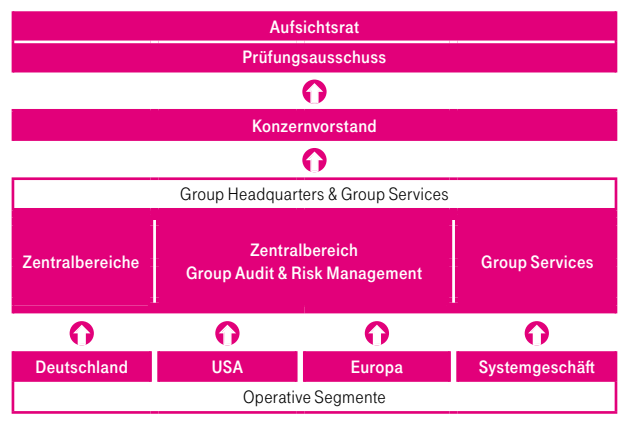 Aufsichtsrat
Prüfungsausschuss
Konzernvorstand
Group Headquarters & Group Services
Zentralbereiche
Zentralbereich
Group Audit & Risk Management
Group Services
Deutschland
USA
Europa
Systemgeschäft
Operative Segmente